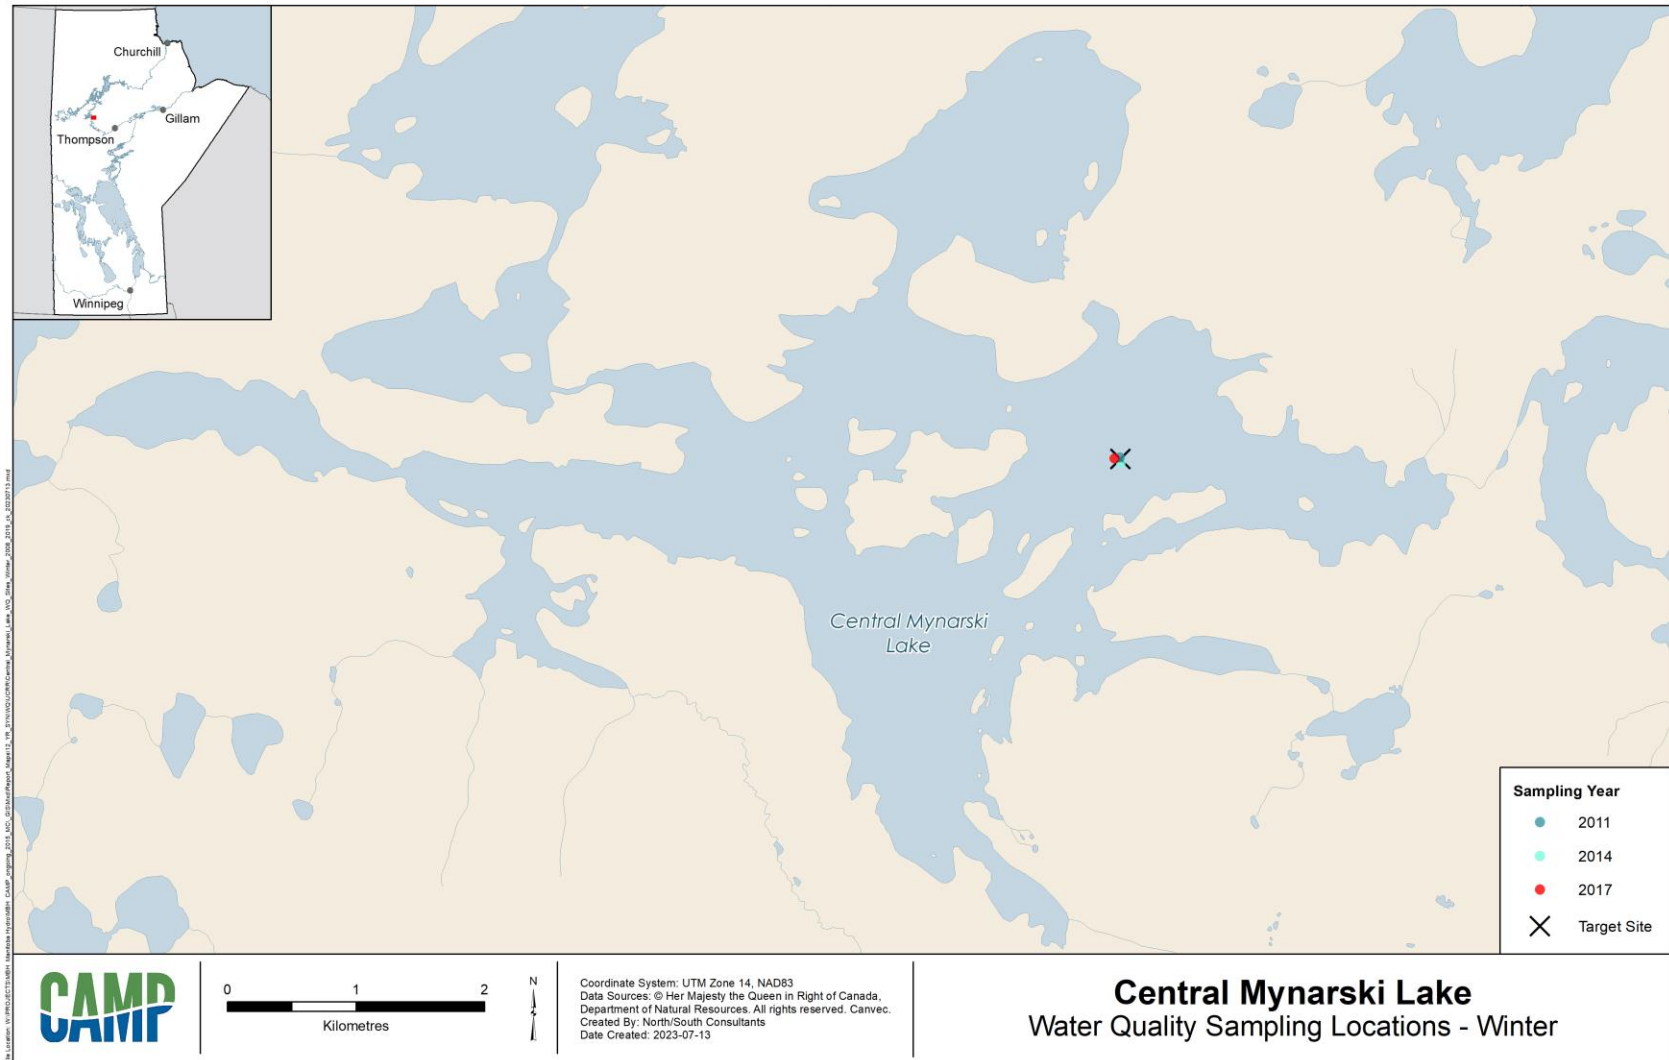 Churchill
Gillam
Thompson
Winnipeg
Central Mynarski
Lake
Sampling Year
2011
2014
2017
Target Site
CAMP
0 1 2
Kilometres
N
Coordinate System: UTM Zone 14, NAD83
Data Sources: © Her Majesty the Queen in Right of Canada,
Department of Natural Resources. All rights reserved. Canvec.
Created By: North/South Consultants
Date Created: 2023-07-13
Central Mynarski Lake
Water Quality Sampling Locations - Winter